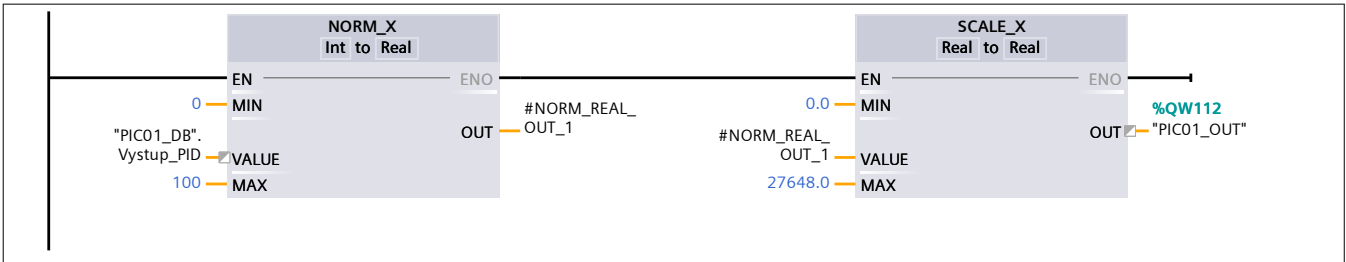 NORM_X
Int to Real
EN
ENO
0
MIN
#NORM_REAL_
OUT_1
OUT
"PIC01_DB".
Vystup_PID
VALUE
100
MAX
SCALE_X
Real to Real
EN
ENO
0.0
MIN
%QW112
"PIC01_OUT"
OUT
#NORM_REAL_
OUT_1
VALUE
27648.0
MAX